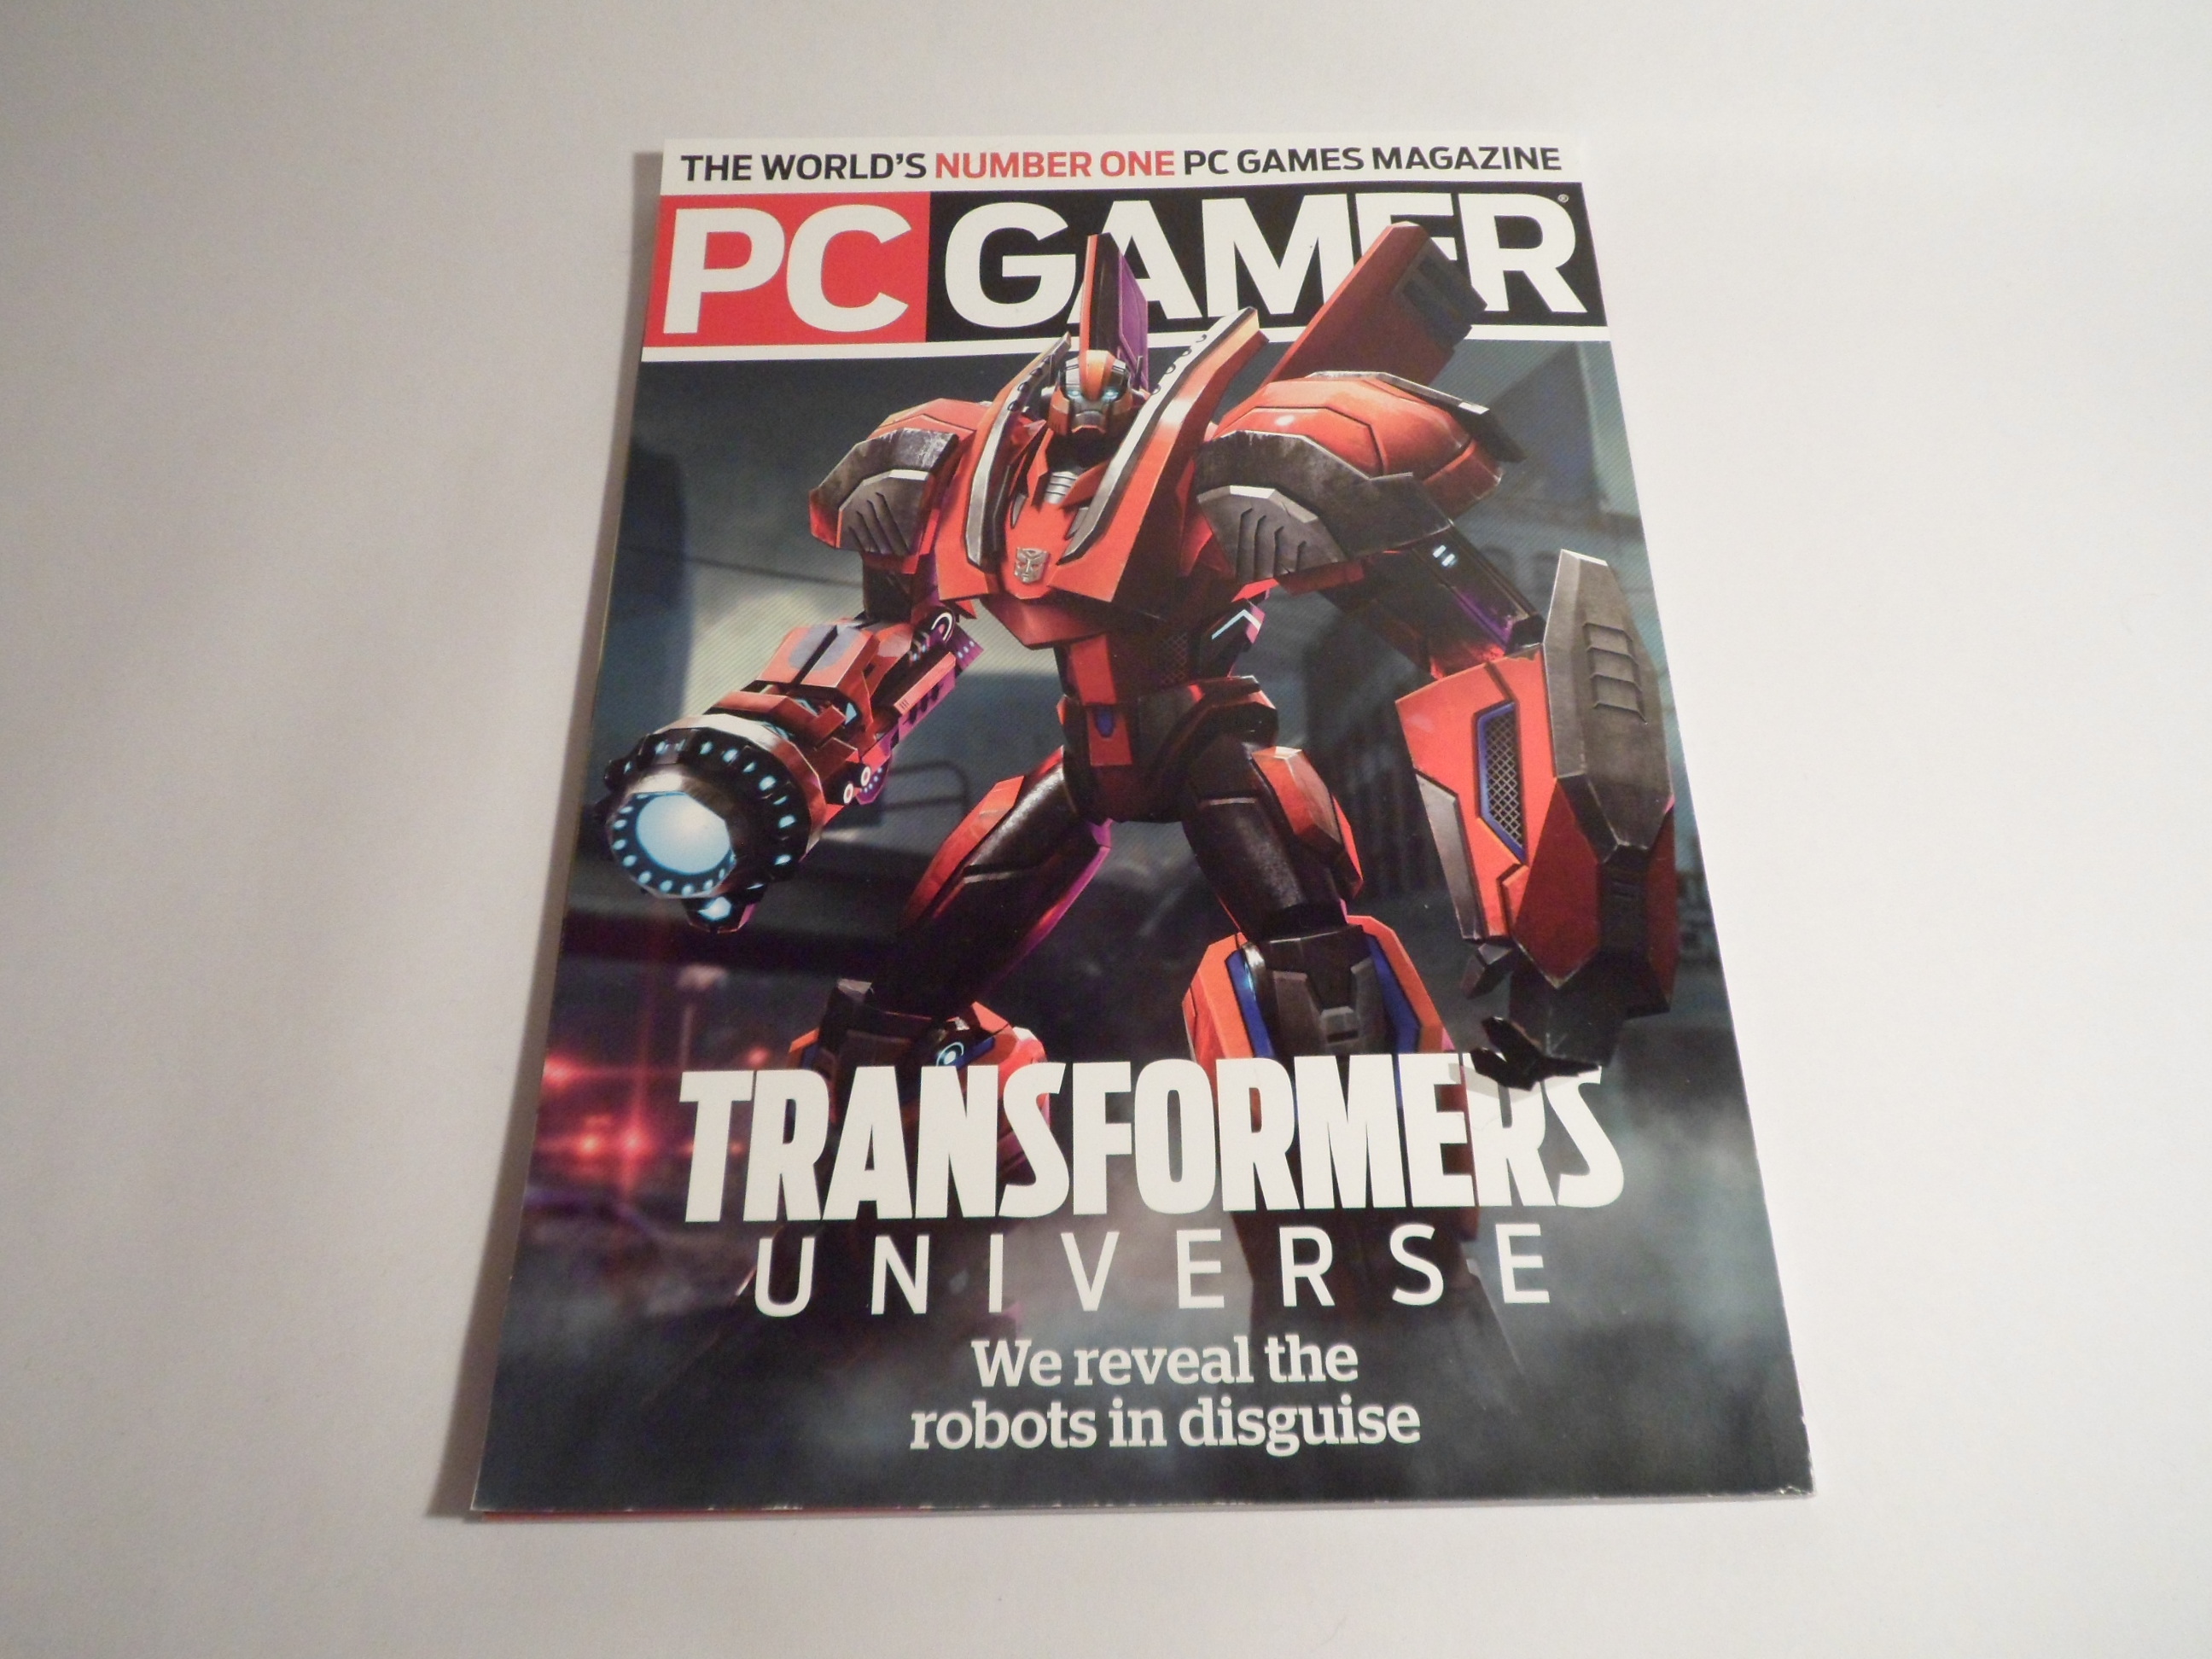 THE WORLD'S NUMBER ONE PC GAMES MAGAZINE
PC GAMER®
TRANSFORMERS
UNIVERSE
We reveal the
robots in disguise